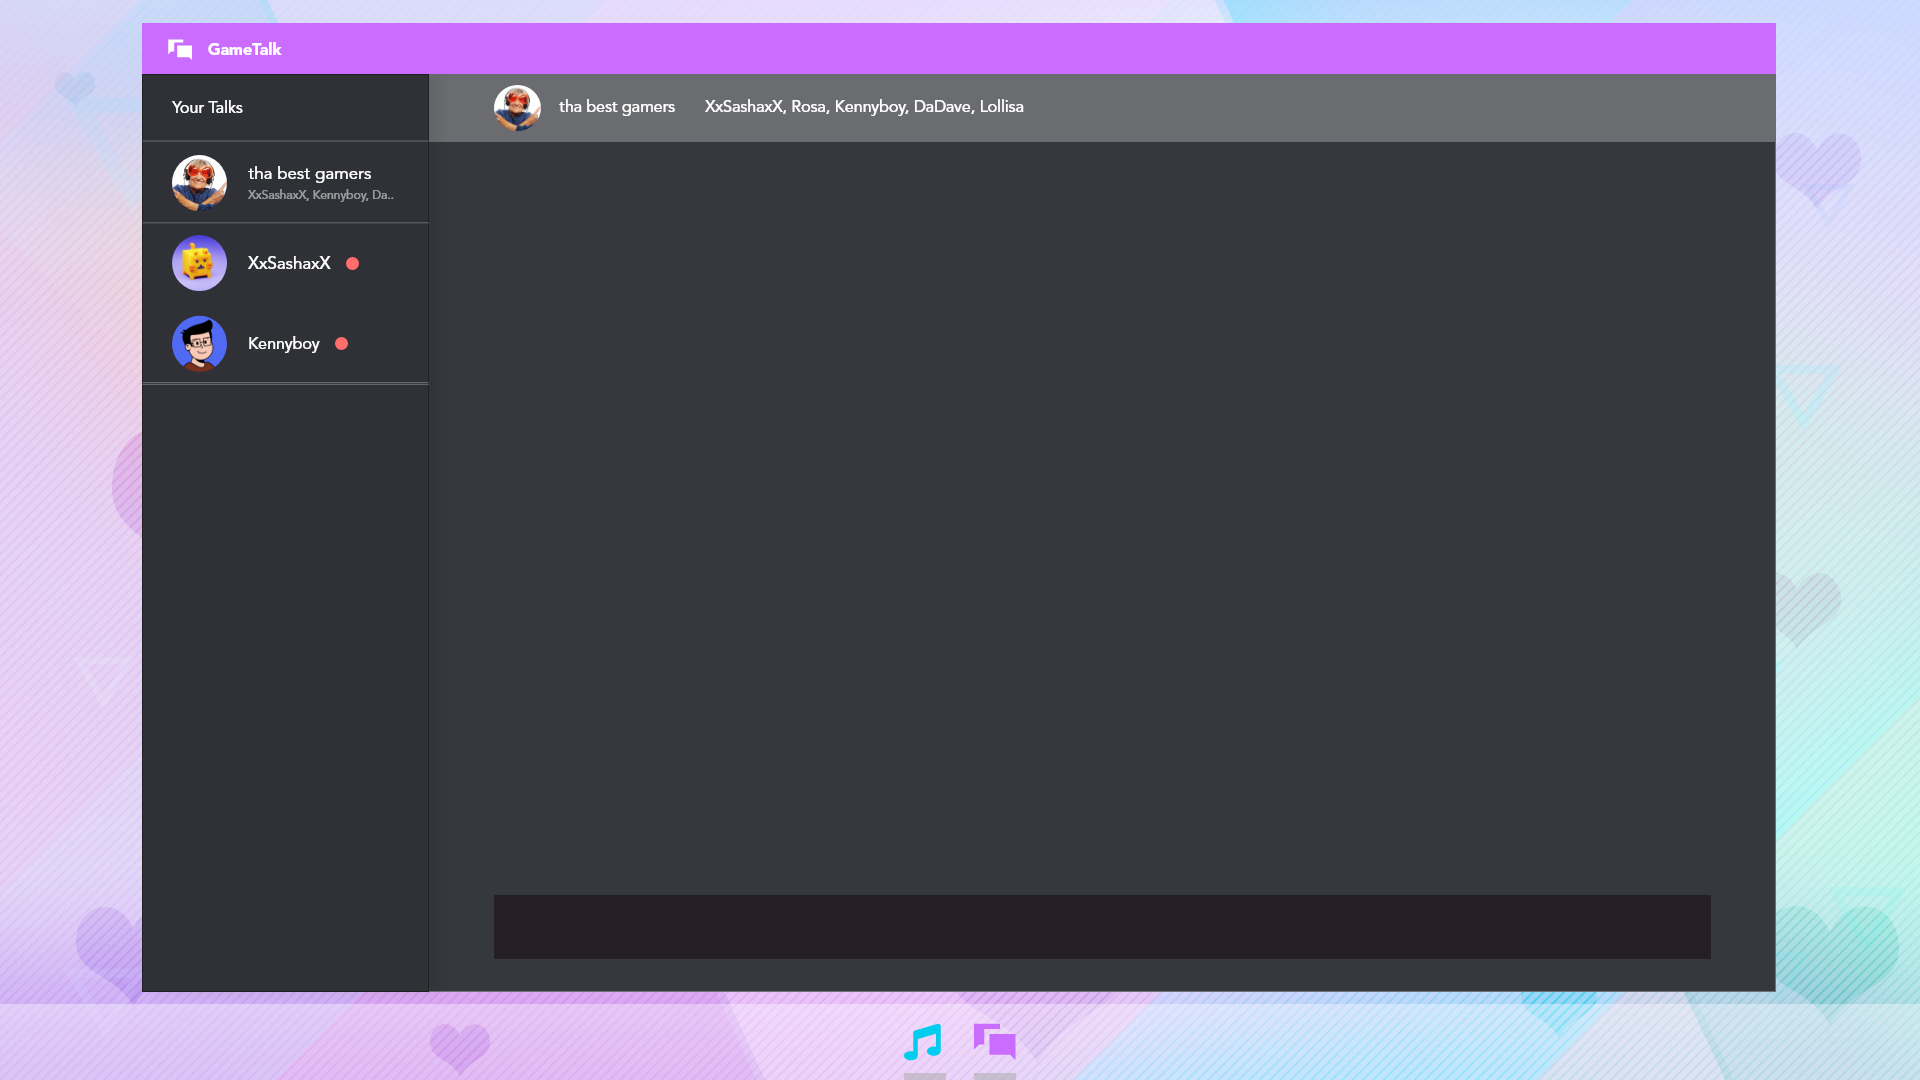 GameTalk
Your Talks
tha best gamers XxSashaxX, Rosa, Kennyboy, DaDave, Lollisa
tha best gamers
XxSashaxX, Kennyboy, Da..
XxSashaxX
Kennyboy